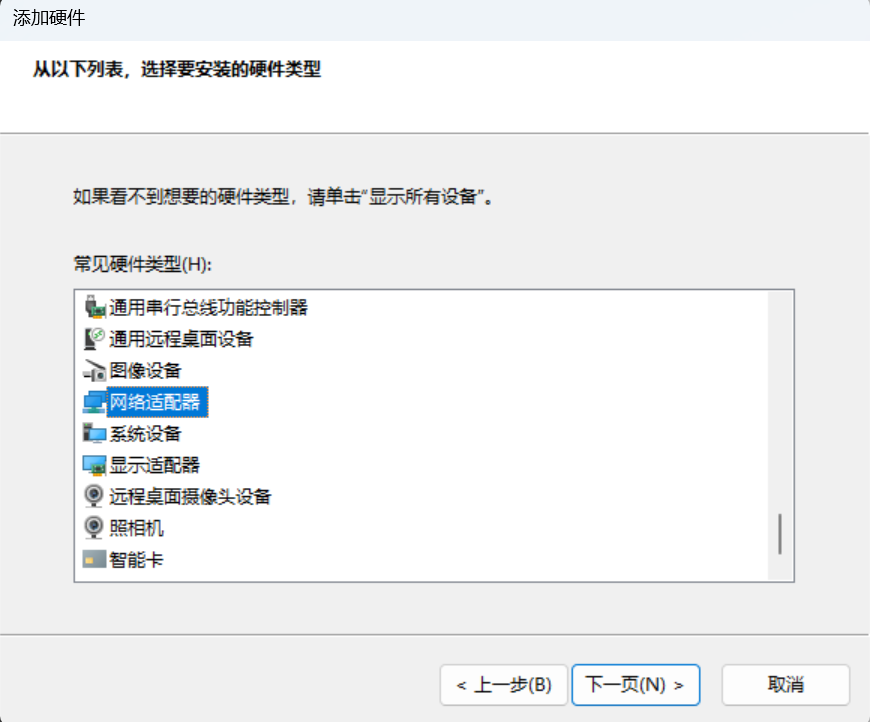 添加硬件
从以下列表，选择要安装的硬件类型
如果看不到想要的硬件类型，请单击“显示所有设备”。
常见硬件类型(H):
通用串行总线功能控制器
通用远程桌面设备
图像设备
网络适配器
系统设备
显示适配器
远程桌面摄像头设备
照相机
智能卡
< 上一步(B)
下一页(N) >
取消